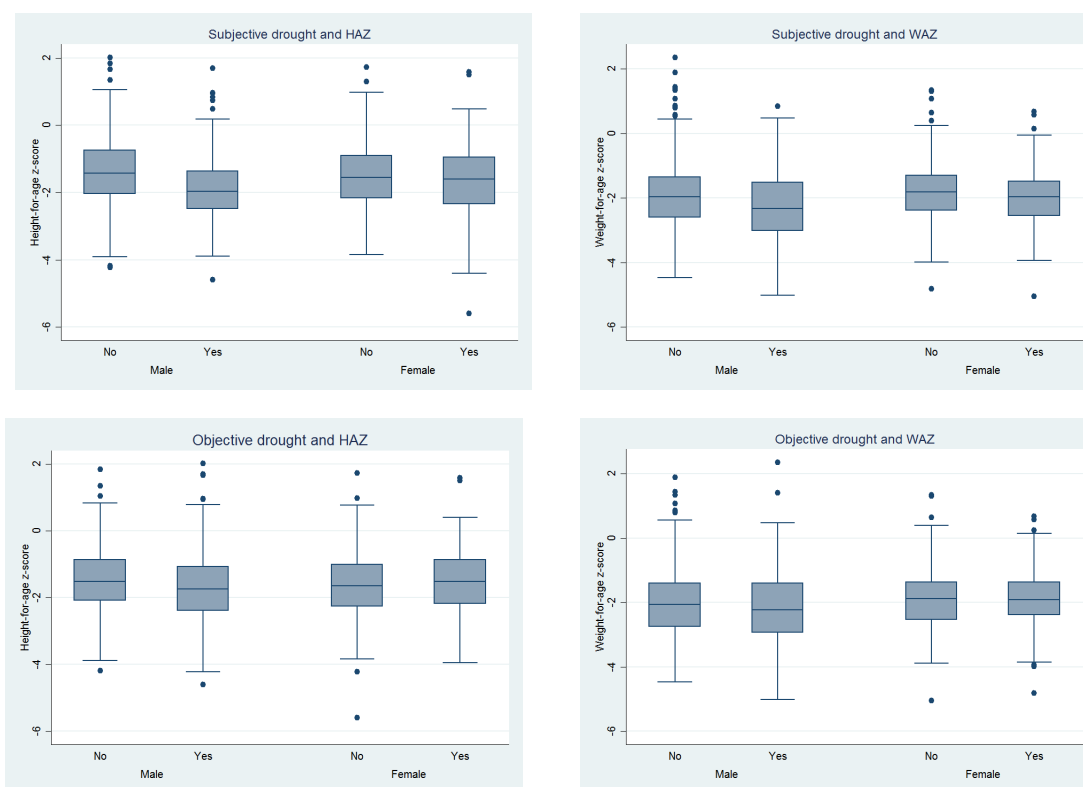 Subjective drought and HAZ
Height-for-age z-score
2
0
-2
-4
-6
No Yes No Yes
Male Female
Subjective drought and WAZ
Weight-for-age z-score
2
0
-2
-4
-6
No Yes No Yes
Male Female
Objective drought and HAZ
Height-for-age z-score
2
0
-2
-4
-6
No Yes No Yes
Male Female
Objective drought and WAZ
Weight-for-age z-score
2
0
-2
-4
-6
No Yes No Yes
Male Female